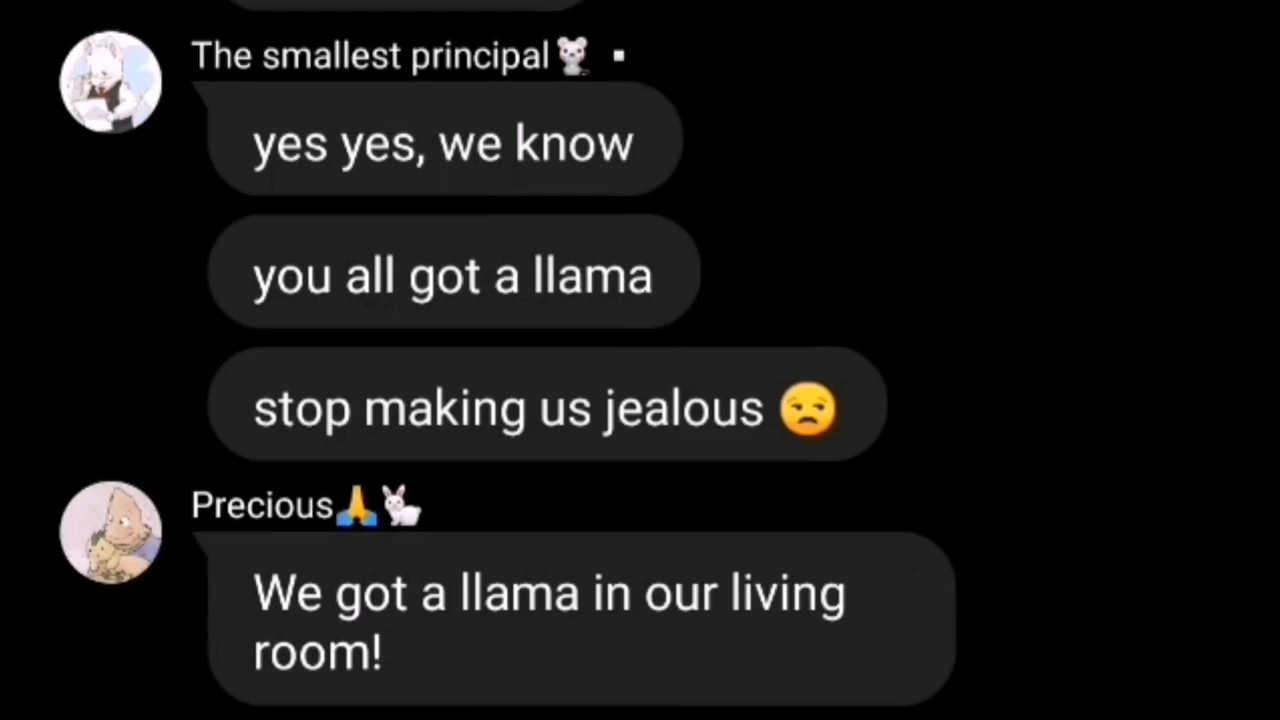 The smallest principal🐭 ▪
yes yes, we know
you all got a llama
stop making us jealous 😒
Precious🙏🐇
We got a llama in our living
room!